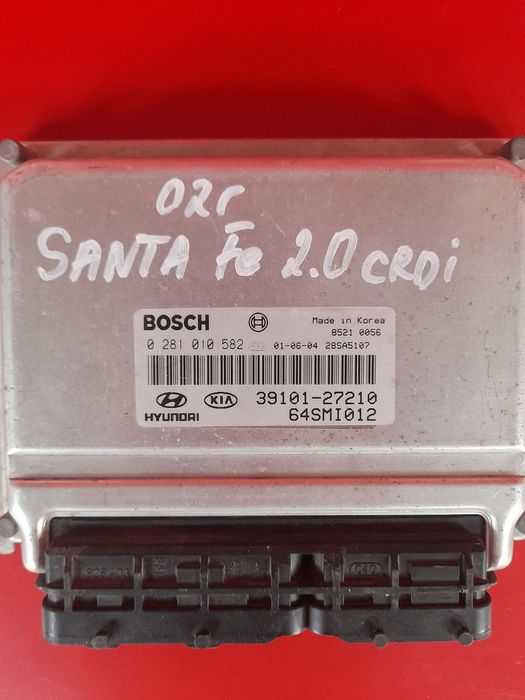 02г
SANTA Fe 2.0 CRDi
BOSCH
Made in Korea
8521 0056
0 281 010 582 01-06-04 28SA5107
HYUNDAI KIA 39101-27210
64SMI012